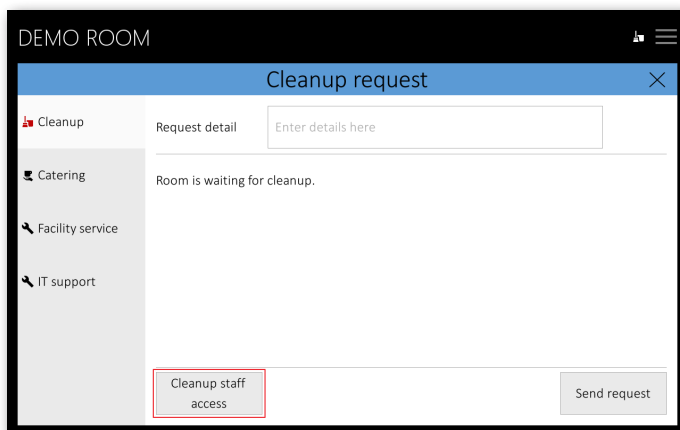 DEMO ROOM
Cleanup request
Cleanup
Catering
Facility service
IT support
Request detail
Enter details here
Room is waiting for cleanup.
Cleanup staff
access
Send request